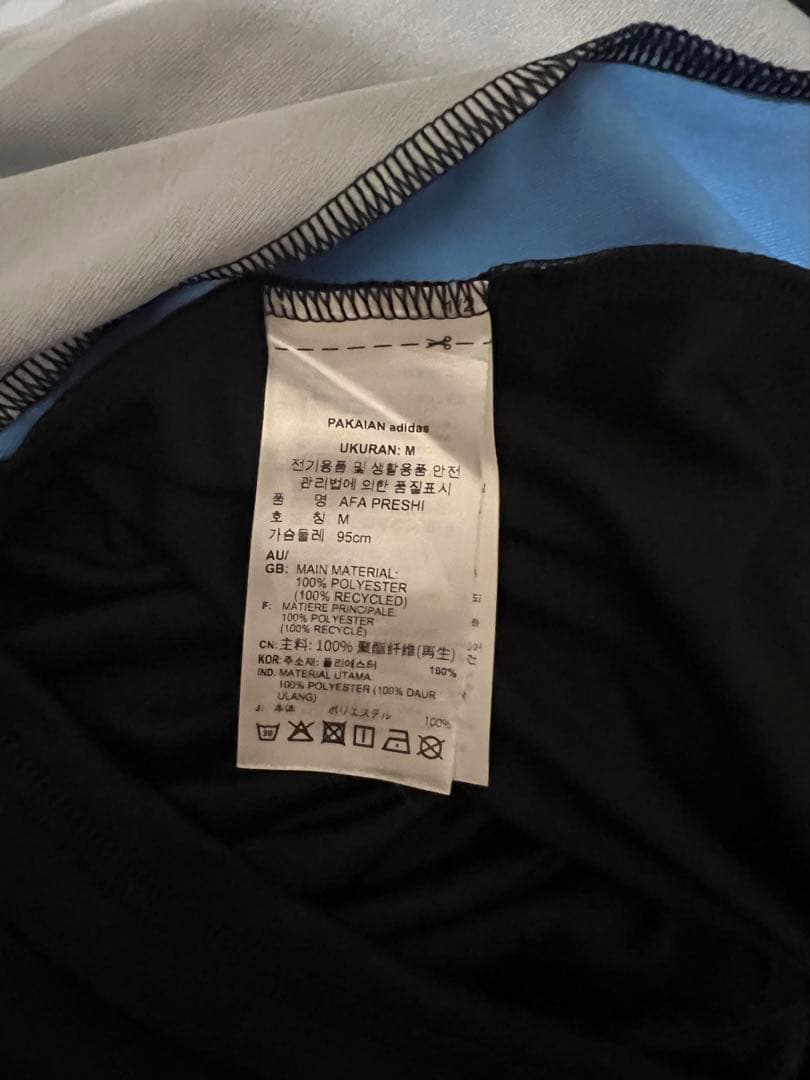 1/2
PAKAIAN adidas
UKURAN: M
전기용품 및 생활용품 안전
관리법에 의한 품질표시
품 명 AFA PRESHI
호 칭 M
가슴둘레 95cm
AU/
GB: MAIN MATERIAL:
100% POLYESTER
(100% RECYCLED)
F: MATIERE PRINCIPALE:
100% POLYESTER
(100% RECYCLÉ)
CN: 主料: 100% 聚酯纤维(再生)
KOR: 주소재: 폴리에스터 100%
IND: MATERIAL UTAMA
100% POLYESTER (100% DAUR
ULANG)
J: 本体 ポリエステル 100%
30